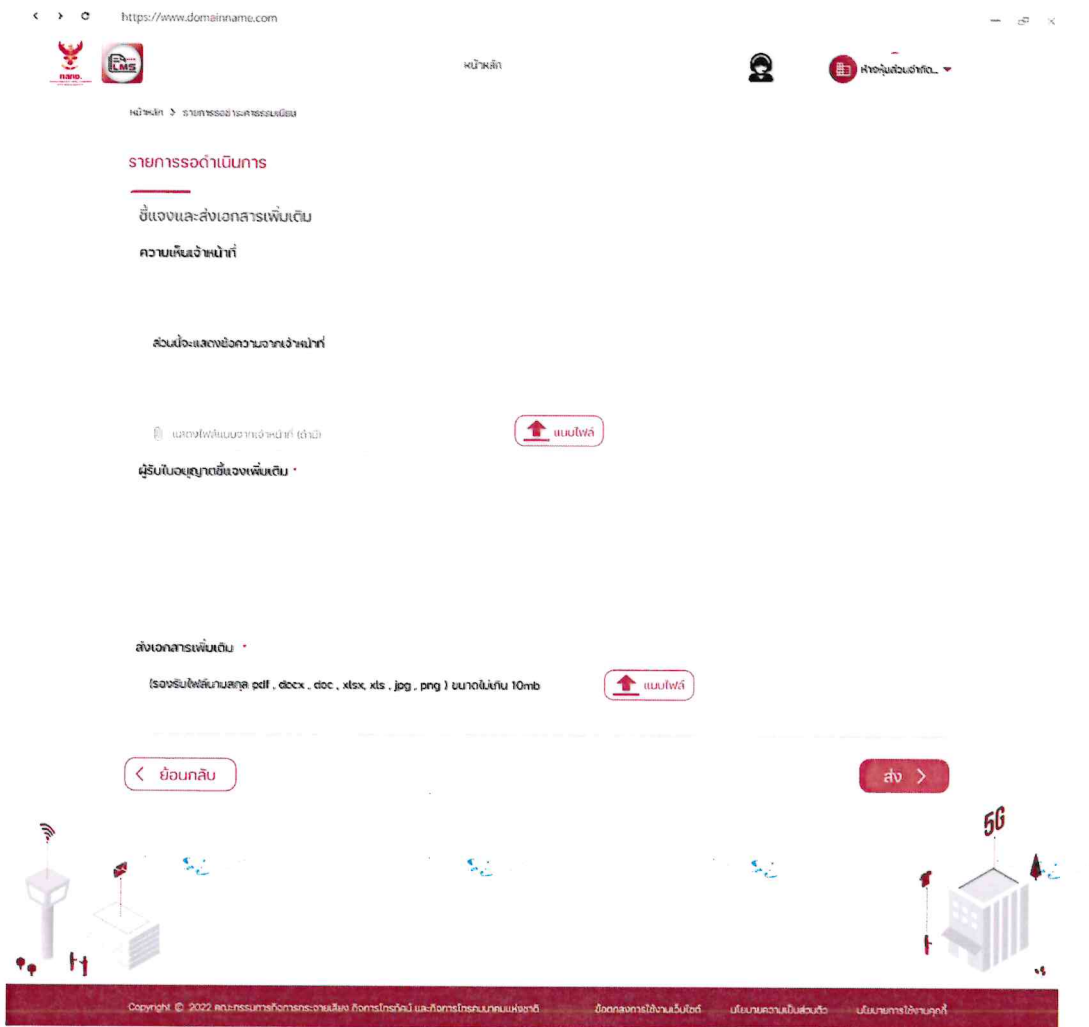 https://www.domainname.com
กสทช.
LMS
หน้าหลัก
ห้างหุ้นส่วนจำกัด...
หน้าหลัก > รายการรอชำระค่าธรรมเนียม
รายการรอดำเนินการ
ชี้แจงและส่งเอกสารเพิ่มเติม
ความเห็นเจ้าหน้าที่
ส่วนนี้จะแสดงข้อความจากเจ้าหน้าที่
แสดงไฟล์แนบจากเจ้าหน้าที่ (ถ้ามี)
แนบไฟล์
ผู้รับใบอนุญาตชี้แจงเพิ่มเติม *
ส่งเอกสารเพิ่มเติม *
(รองรับไฟล์นามสกุล pdf , docx , doc , xlsx, xls , jpg , png ) ขนาดไม่เกิน 10mb
แนบไฟล์
< ย้อนกลับ
ส่ง >
5G
Copyright © 2022 คณะกรรมการกิจการกระจายเสียง กิจการโทรทัศน์ และกิจการโทรคมนาคมแห่งชาติ
ข้อตกลงการใช้งานเว็บไซต์
นโยบายความเป็นส่วนตัว
นโยบายการใช้งานคุกกี้